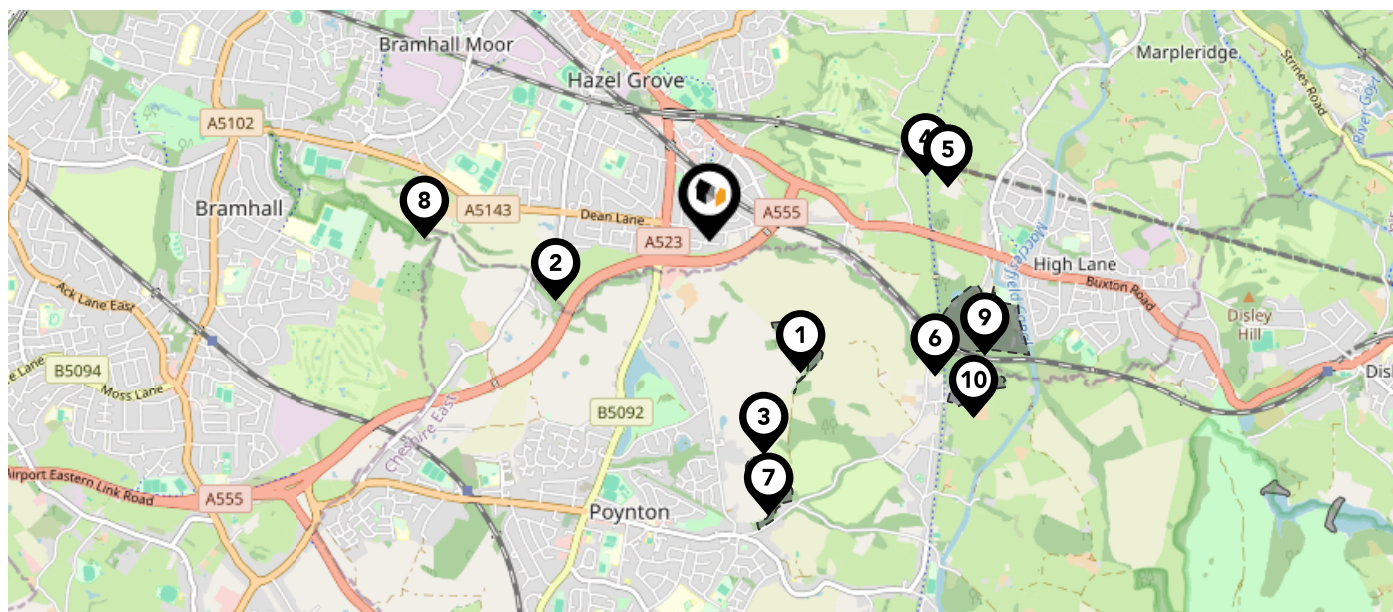 Bramhall Moor
Marpleridge
Hazel Grove
Strines Road
River Goyt
A5102
4
5
8
Bramhall
A5143
Dean Lane
A555
A523
2
High Lane
Macclesfield Canal
Buxton Road
Ack Lane East
Disley
Hill
1
6
9
B5094
Moss Lane
10
B5092
3
Cheshire East
7
Airport Eastern Link Road
A555
Poynton